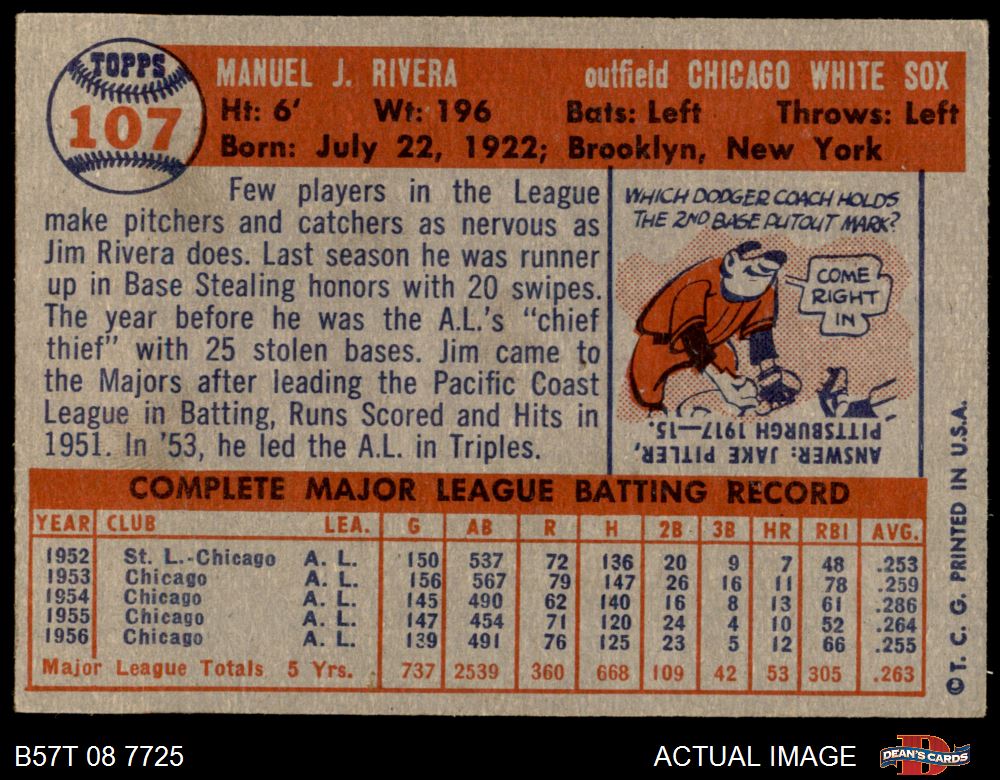 TOPPS
107
MANUEL J. RIVERA outfield CHICAGO WHITE SOX
Ht: 6' Wt: 196 Bats: Left Throws: Left
Born: July 22, 1922; Brooklyn, New York
Few players in the League
make pitchers and catchers as nervous as
Jim Rivera does. Last season he was runner
up in Base Stealing honors with 20 swipes.
The year before he was the A.L.'s “chief
thief” with 25 stolen bases. Jim came to
the Majors after leading the Pacific Coast
League in Batting, Runs Scored and Hits in
1951. In '53, he led the A.L. in Triples.
WHICH DODGER COACH HOLDS
THE 2ND BASE PUTOUT MARK?
COME
RIGHT
IN
ANSWER: JAKE PITLER,
PITTSBURGH 1917—15.
COMPLETE MAJOR LEAGUE BATTING RECORD
YEAR CLUB LEA. G AB R H 2B 3B HR RBI AVG.
1952 St. L.-Chicago A. L. 150 537 72 136 20 9 7 48 .253
1953 Chicago A. L. 156 567 79 147 26 16 11 78 .259
1954 Chicago A. L. 145 490 62 140 16 8 13 61 .286
1955 Chicago A. L. 147 454 71 120 24 4 10 52 .264
1956 Chicago A. L. 139 491 76 125 23 5 12 66 .255
Major League Totals 5 Yrs. 737 2539 360 668 109 42 53 305 .263
© T. C. G. PRINTED IN U.S.A.
B57T 08 7725 ACTUAL IMAGE
DEAN'S CARDS